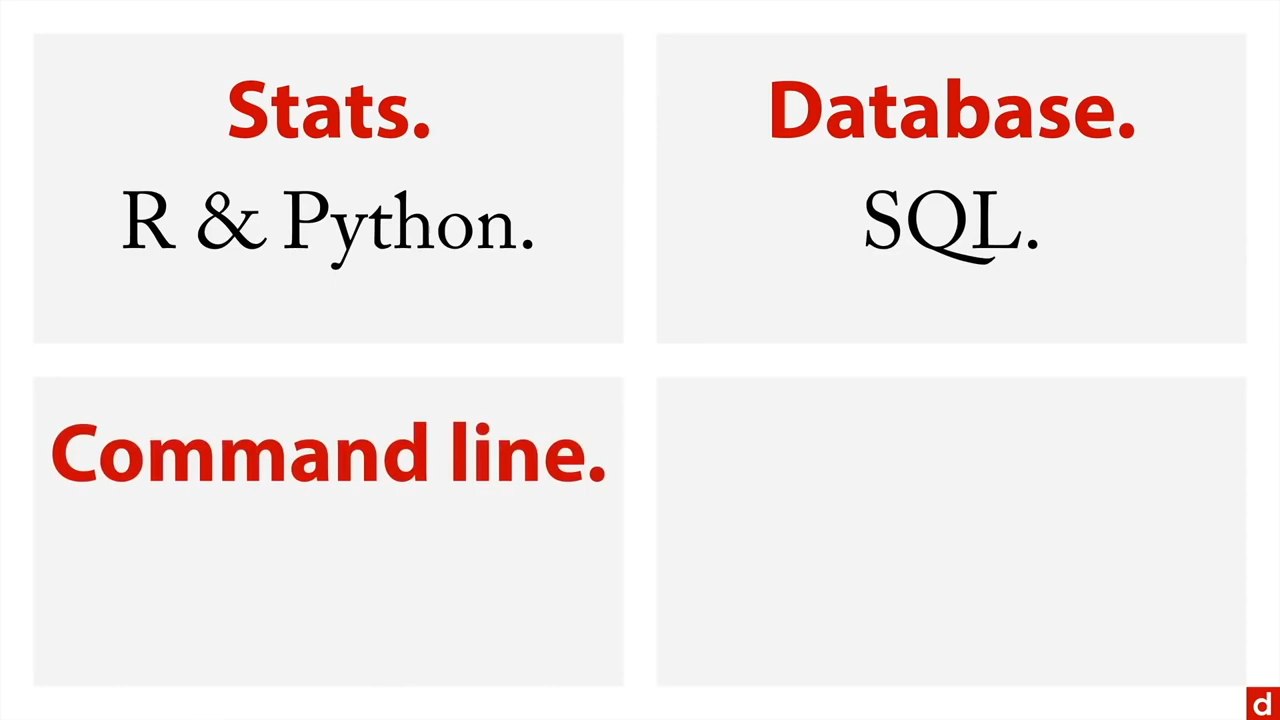 Stats.
R & Python.
Database.
SQL.
Command line.
d